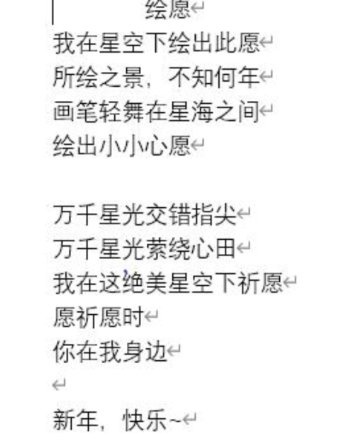 绘愿
我在星空下绘出此愿
所绘之景，不知何年
画笔轻舞在星海之间
绘出小小心愿
万千星光交错指尖
万千星光萦绕心田
我在这绝美星空下祈愿
愿祈愿时
你在我身边
新年，快乐~